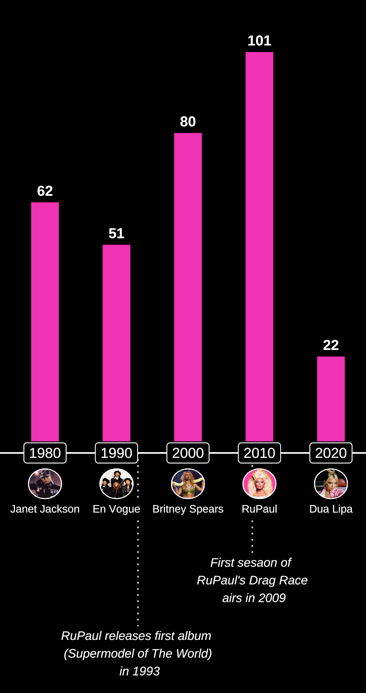 101
80
62
51
22
1980
1990
2000
2010
2020
Janet Jackson
En Vogue
Britney Spears
RuPaul
Dua Lipa
First sesaon of
RuPaul's Drag Race
airs in 2009
RuPaul releases first album
(Supermodel of The World)
in 1993